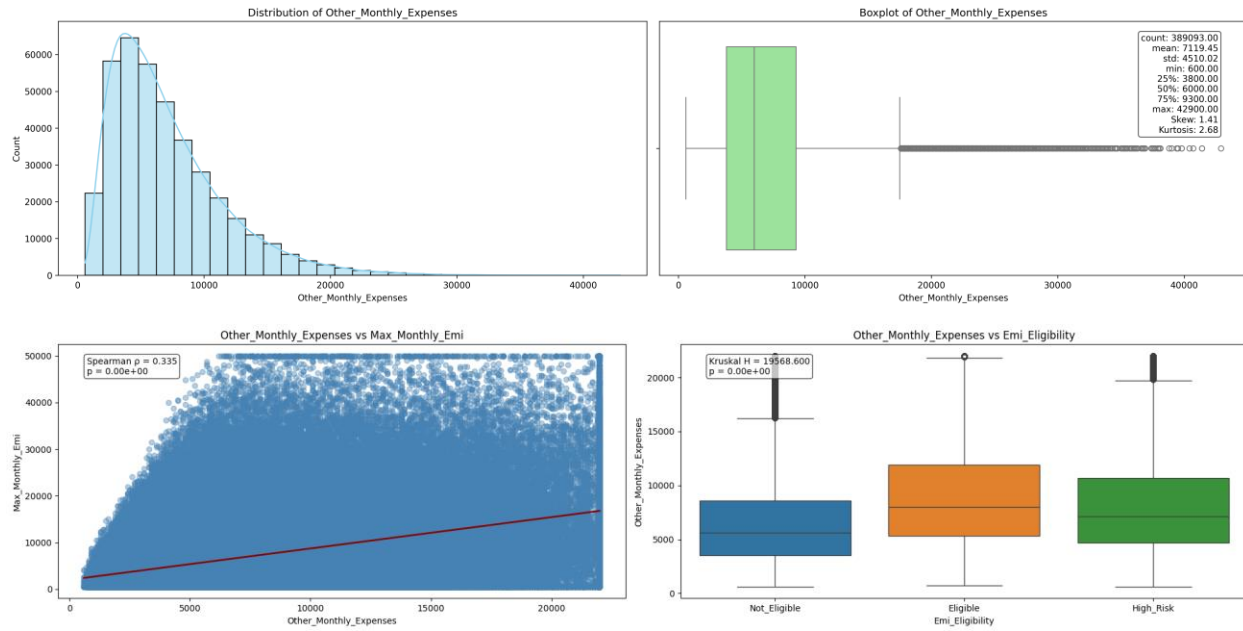 Distribution of Other_Monthly_Expenses
60000
50000
40000
30000
20000
10000
0
Count
0
10000
20000
30000
40000
Other_Monthly_Expenses
Boxplot of Other_Monthly_Expenses
count: 389093.00
mean: 7119.45
std: 4510.02
min: 600.00
25%: 3800.00
50%: 6000.00
75%: 9300.00
max: 42900.00
Skew: 1.41
Kurtosis: 2.68
0
10000
20000
30000
40000
Other_Monthly_Expenses
Other_Monthly_Expenses vs Max_Monthly_Emi
Spearman ρ = 0.335
p = 0.00e+00
50000
40000
30000
20000
10000
0
Max_Monthly_Emi
0
5000
10000
15000
20000
Other_Monthly_Expenses
Other_Monthly_Expenses vs Emi_Eligibility
Kruskal H = 19568.600
p = 0.00e+00
20000
15000
10000
5000
0
Other_Monthly_Expenses
Not_Eligible
Eligible
High_Risk
Emi_Eligibility